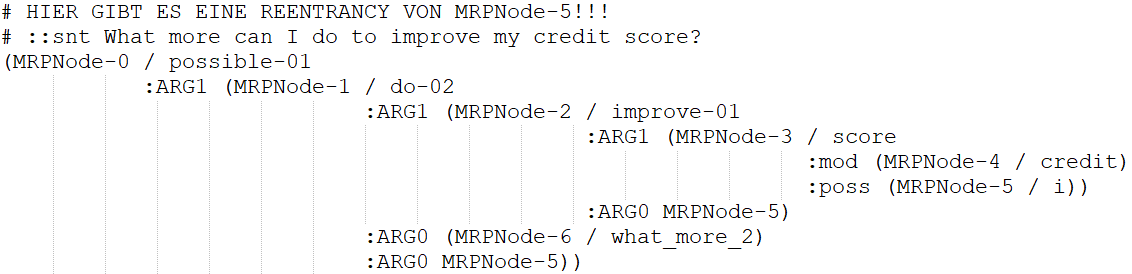 # HIER GIBT ES EINE REENTRANCY VON MRPNode-5!!!
# ::snt What more can I do to improve my credit score?
(MRPNode-0 / possible-01
:ARG1 (MRPNode-1 / do-02
:ARG1 (MRPNode-2 / improve-01
:ARG1 (MRPNode-3 / score
:mod (MRPNode-4 / credit)
:poss (MRPNode-5 / i))
:ARG0 MRPNode-5)
:ARG0 (MRPNode-6 / what_more_2)
:ARG0 MRPNode-5))